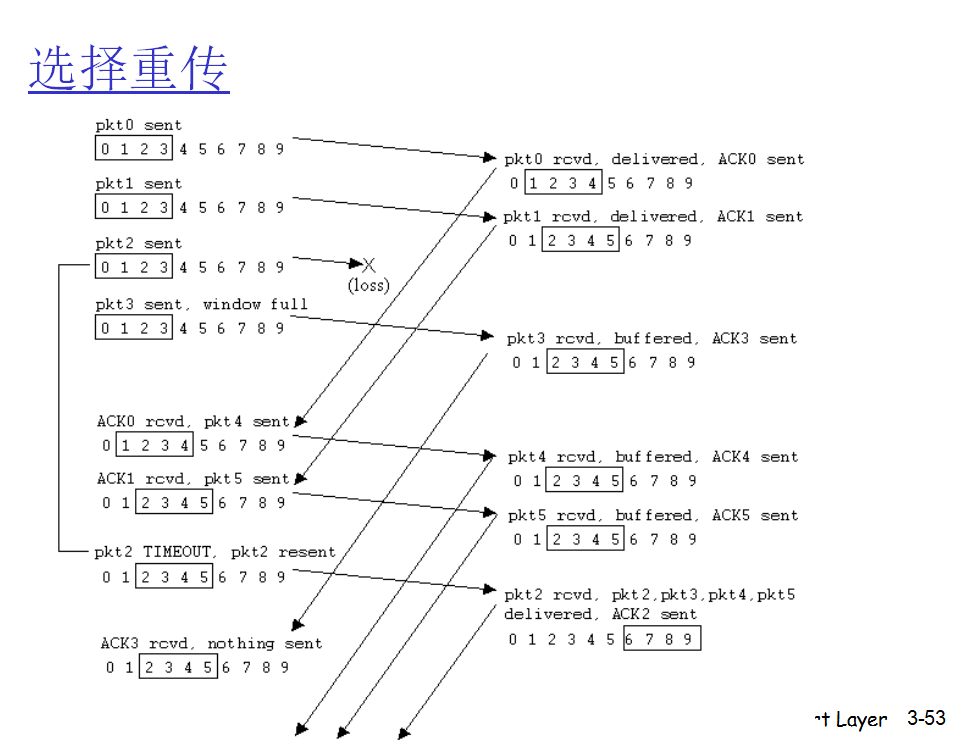 选择重传
pkt0 sent
0 1 2 3 4 5 6 7 8 9
pkt1 sent
0 1 2 3 4 5 6 7 8 9
pkt2 sent
0 1 2 3 4 5 6 7 8 9
X
(loss)
pkt3 sent, window full
0 1 2 3 4 5 6 7 8 9
ACK0 rcvd, pkt4 sent
0 1 2 3 4 5 6 7 8 9
ACK1 rcvd, pkt5 sent
0 1 2 3 4 5 6 7 8 9
pkt2 TIMEOUT, pkt2 resent
0 1 2 3 4 5 6 7 8 9
ACK3 rcvd, nothing sent
0 1 2 3 4 5 6 7 8 9
pkt0 rcvd, delivered, ACK0 sent
0 1 2 3 4 5 6 7 8 9
pkt1 rcvd, delivered, ACK1 sent
0 1 2 3 4 5 6 7 8 9
pkt3 rcvd, buffered, ACK3 sent
0 1 2 3 4 5 6 7 8 9
pkt4 rcvd, buffered, ACK4 sent
0 1 2 3 4 5 6 7 8 9
pkt5 rcvd, buffered, ACK5 sent
0 1 2 3 4 5 6 7 8 9
pkt2 rcvd, pkt2,pkt3,pkt4,pkt5
delivered, ACK2 sent
0 1 2 3 4 5 6 7 8 9
Layer 3-53